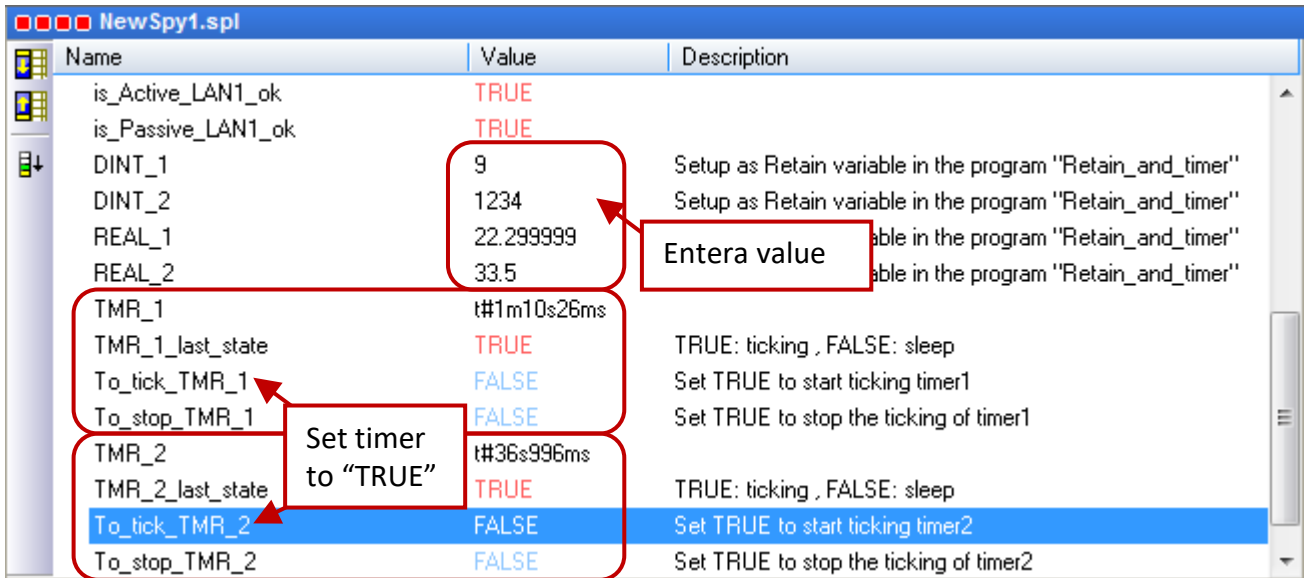 NewSpy1.spl
Name Value Description
is_Active_LAN1_ok TRUE
is_Passive_LAN1_ok TRUE
DINT_1 9 Setup as Retain variable in the program "Retain_and_timer"
DINT_2 1234 Setup as Retain variable in the program "Retain_and_timer"
REAL_1 22.299999 able in the program "Retain_and_timer"
Entera value
REAL_2 33.5 able in the program "Retain_and_timer"
TMR_1 t#1m10s26ms
TMR_1_last_state TRUE TRUE: ticking , FALSE: sleep
To_tick_TMR_1 FALSE Set TRUE to start ticking timer1
To_stop_TMR_1 FALSE Set TRUE to stop the ticking of timer1
Set timer
to “TRUE”
TMR_2 t#36s996ms
TMR_2_last_state TRUE TRUE: ticking , FALSE: sleep
To_tick_TMR_2 FALSE Set TRUE to start ticking timer2
To_stop_TMR_2 FALSE Set TRUE to stop the ticking of timer2